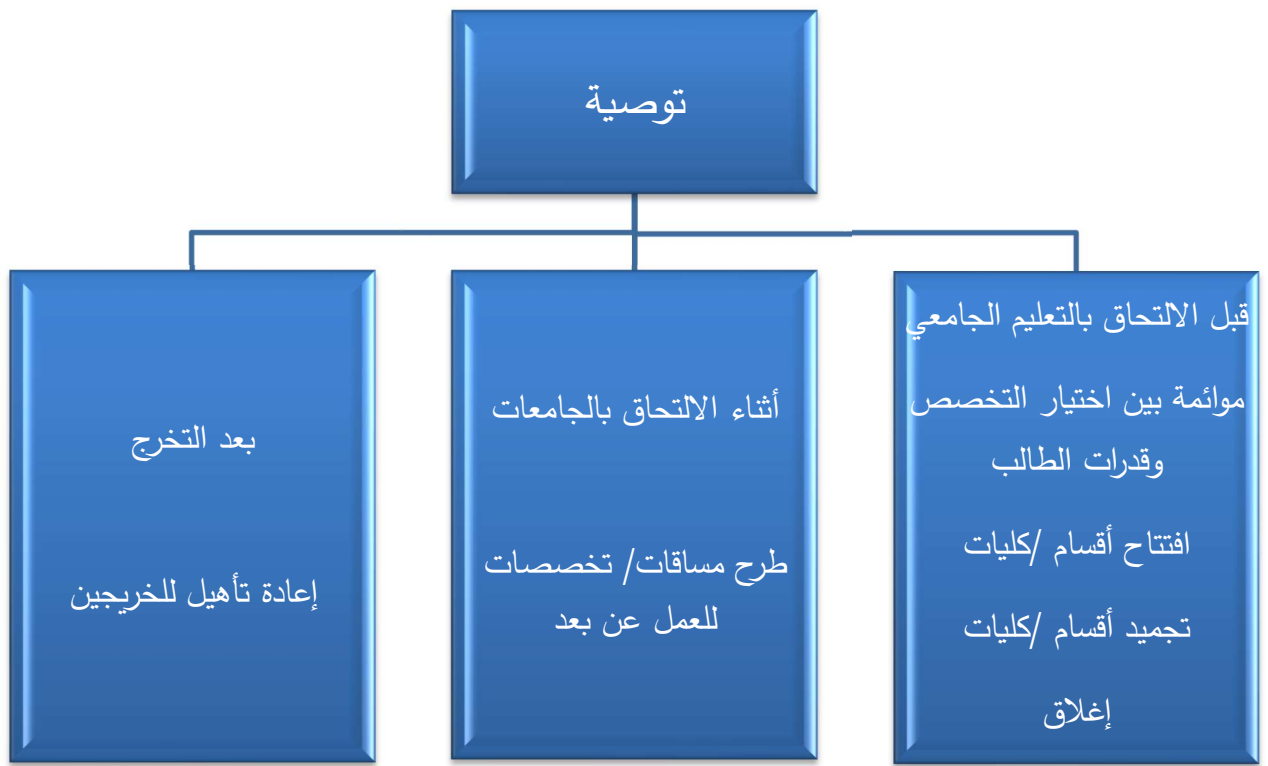 توصية
قبل الالتحاق بالتعليم الجامعي
موائمة بين اختيار التخصص
وقدرات الطالب
افتتاح أقسام /كليات
تجميد أقسام /كليات
إغلاق
أثناء الالتحاق بالجامعات
طرح مساقات/ تخصصات
للعمل عن بعد
بعد التخرج
إعادة تأهيل للخريجين